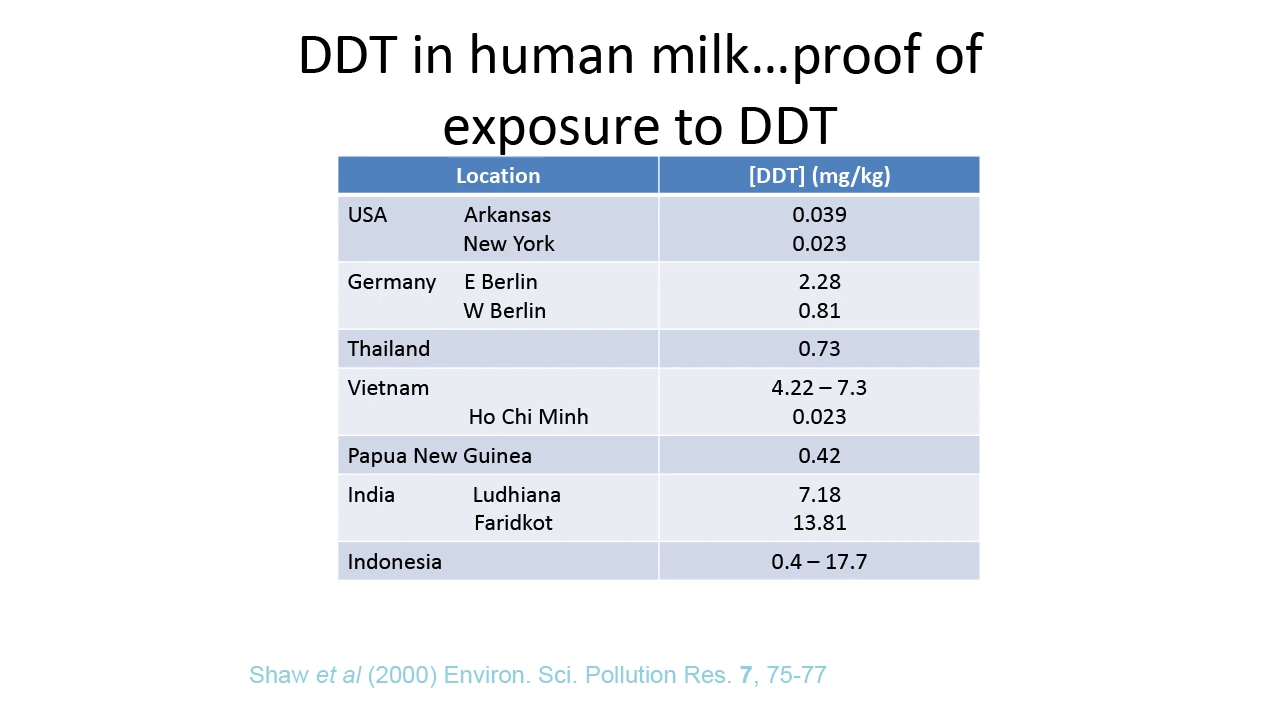 DDT in human milk…proof of
exposure to DDT
Location [DDT] (mg/kg)
USA Arkansas 0.039
New York 0.023
Germany E Berlin 2.28
W Berlin 0.81
Thailand 0.73
Vietnam 4.22 – 7.3
Ho Chi Minh 0.023
Papua New Guinea 0.42
India Ludhiana 7.18
Faridkot 13.81
Indonesia 0.4 – 17.7
Shaw et al (2000) Environ. Sci. Pollution Res. 7, 75-77